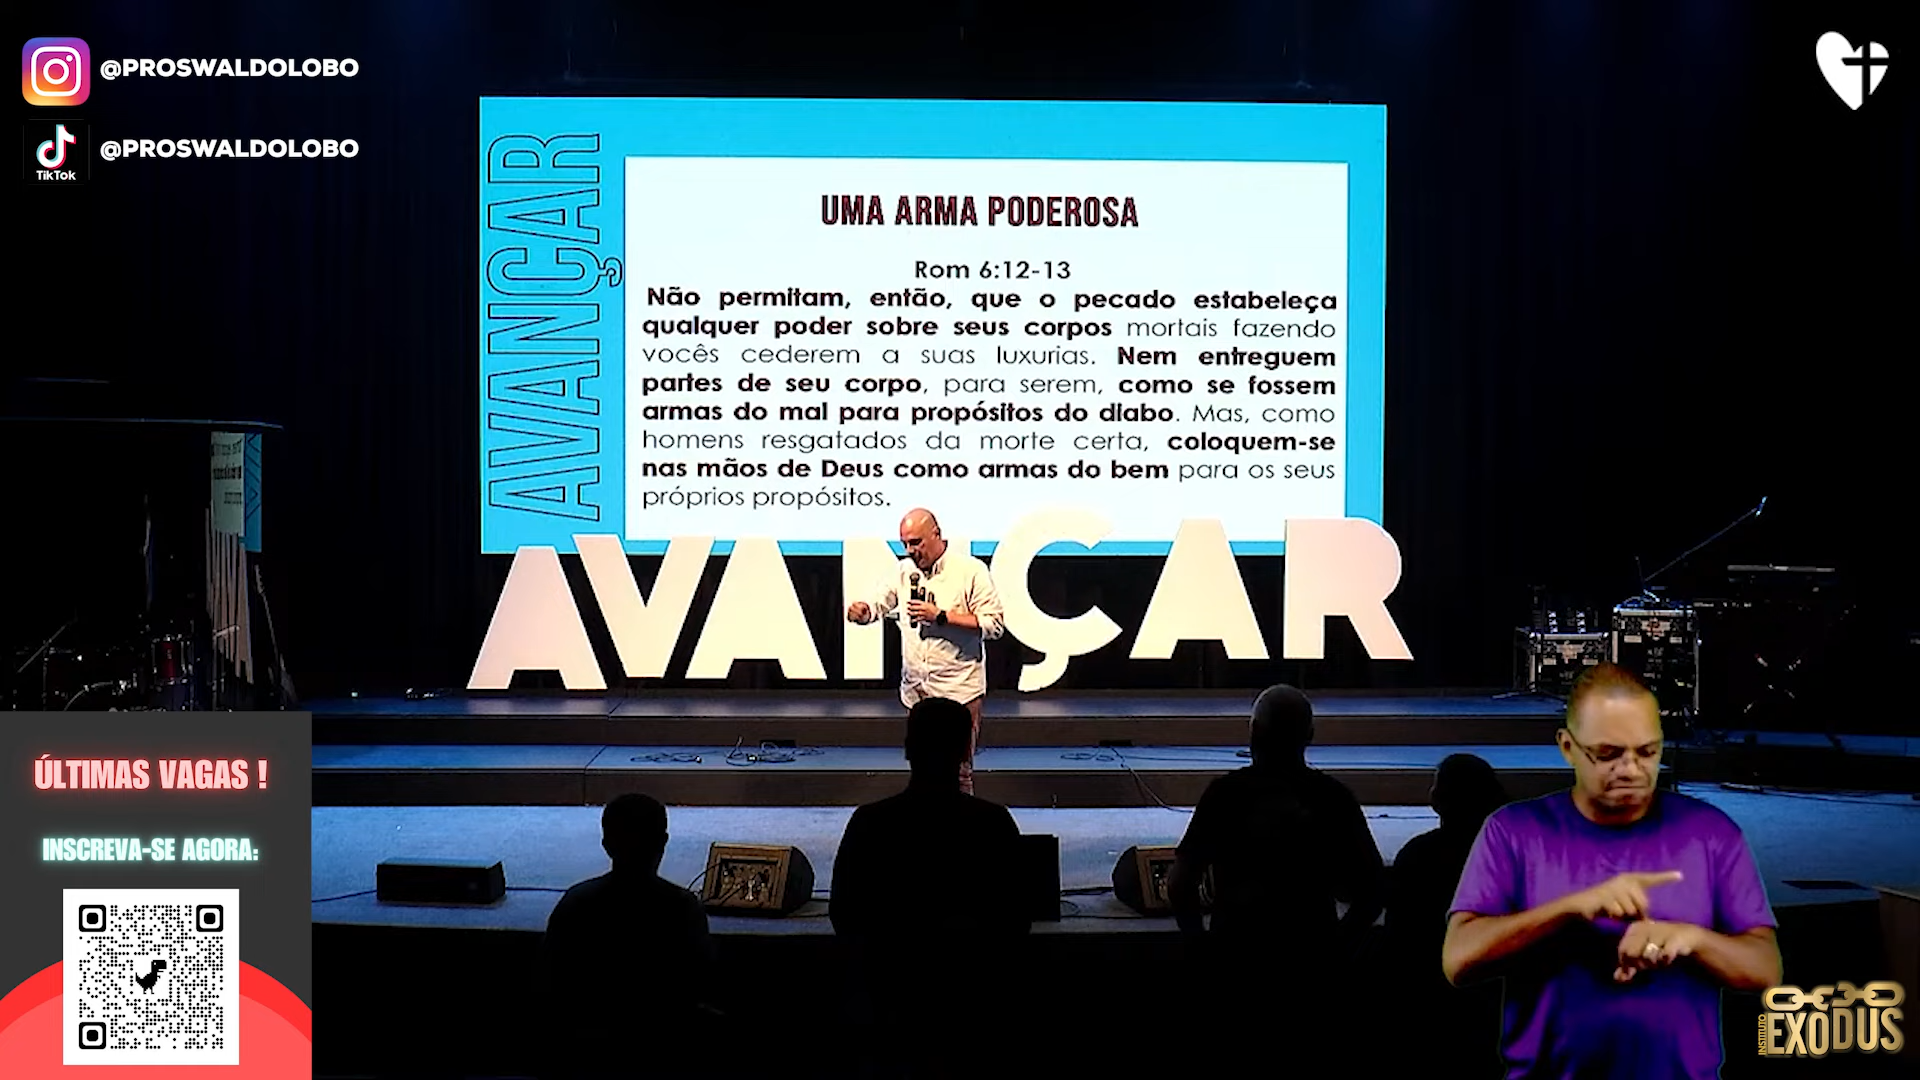 @PROSWALDOLOBO
TikTok
@PROSWALDOLOBO
AVANÇAR
UMA ARMA PODEROSA
Rom 6:12-13
Não permitam, então, que o pecado estabeleça
qualquer poder sobre seus corpos mortais fazendo
vocês cederem a suas luxurias. Nem entreguem
partes de seu corpo, para serem, como se fossem
armas do mal para propósitos do diabo. Mas, como
homens resgatados da morte certa, coloquem-se
nas mãos de Deus como armas do bem para os seus
próprios propósitos.
AVANÇAR
ÚLTIMAS VAGAS !
INSCREVA-SE AGORA:
INSTITUTO
EXODUS